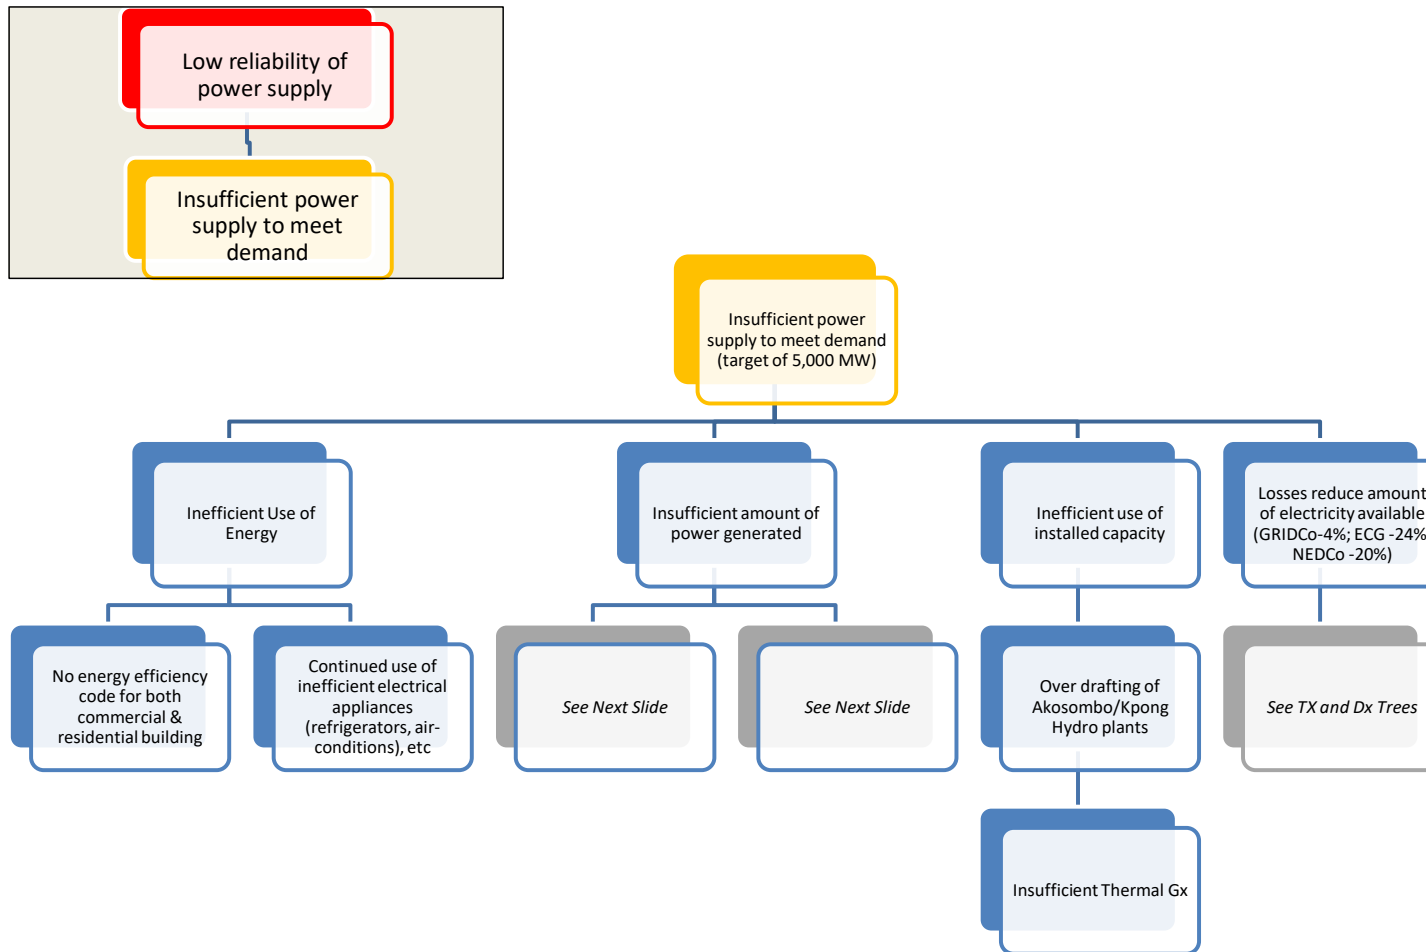 Low reliability of
power supply
Insufficient power
supply to meet
demand
Insufficient power
supply to meet demand
(target of 5,000 MW)
Inefficient Use of
Energy
Insufficient amount of
power generated
Inefficient use of
installed capacity
Losses reduce amount
of electricity available
(GRIDCo-4%; ECG -24%
NEDCo -20%)
No energy efficiency
code for both
commercial &
residential building
Continued use of
inefficient electrical
appliances
(refrigerators, air-
conditions), etc
See Next Slide
See Next Slide
Over drafting of
Akosombo/Kpong
Hydro plants
See TX and Dx Trees
Insufficient Thermal Gx